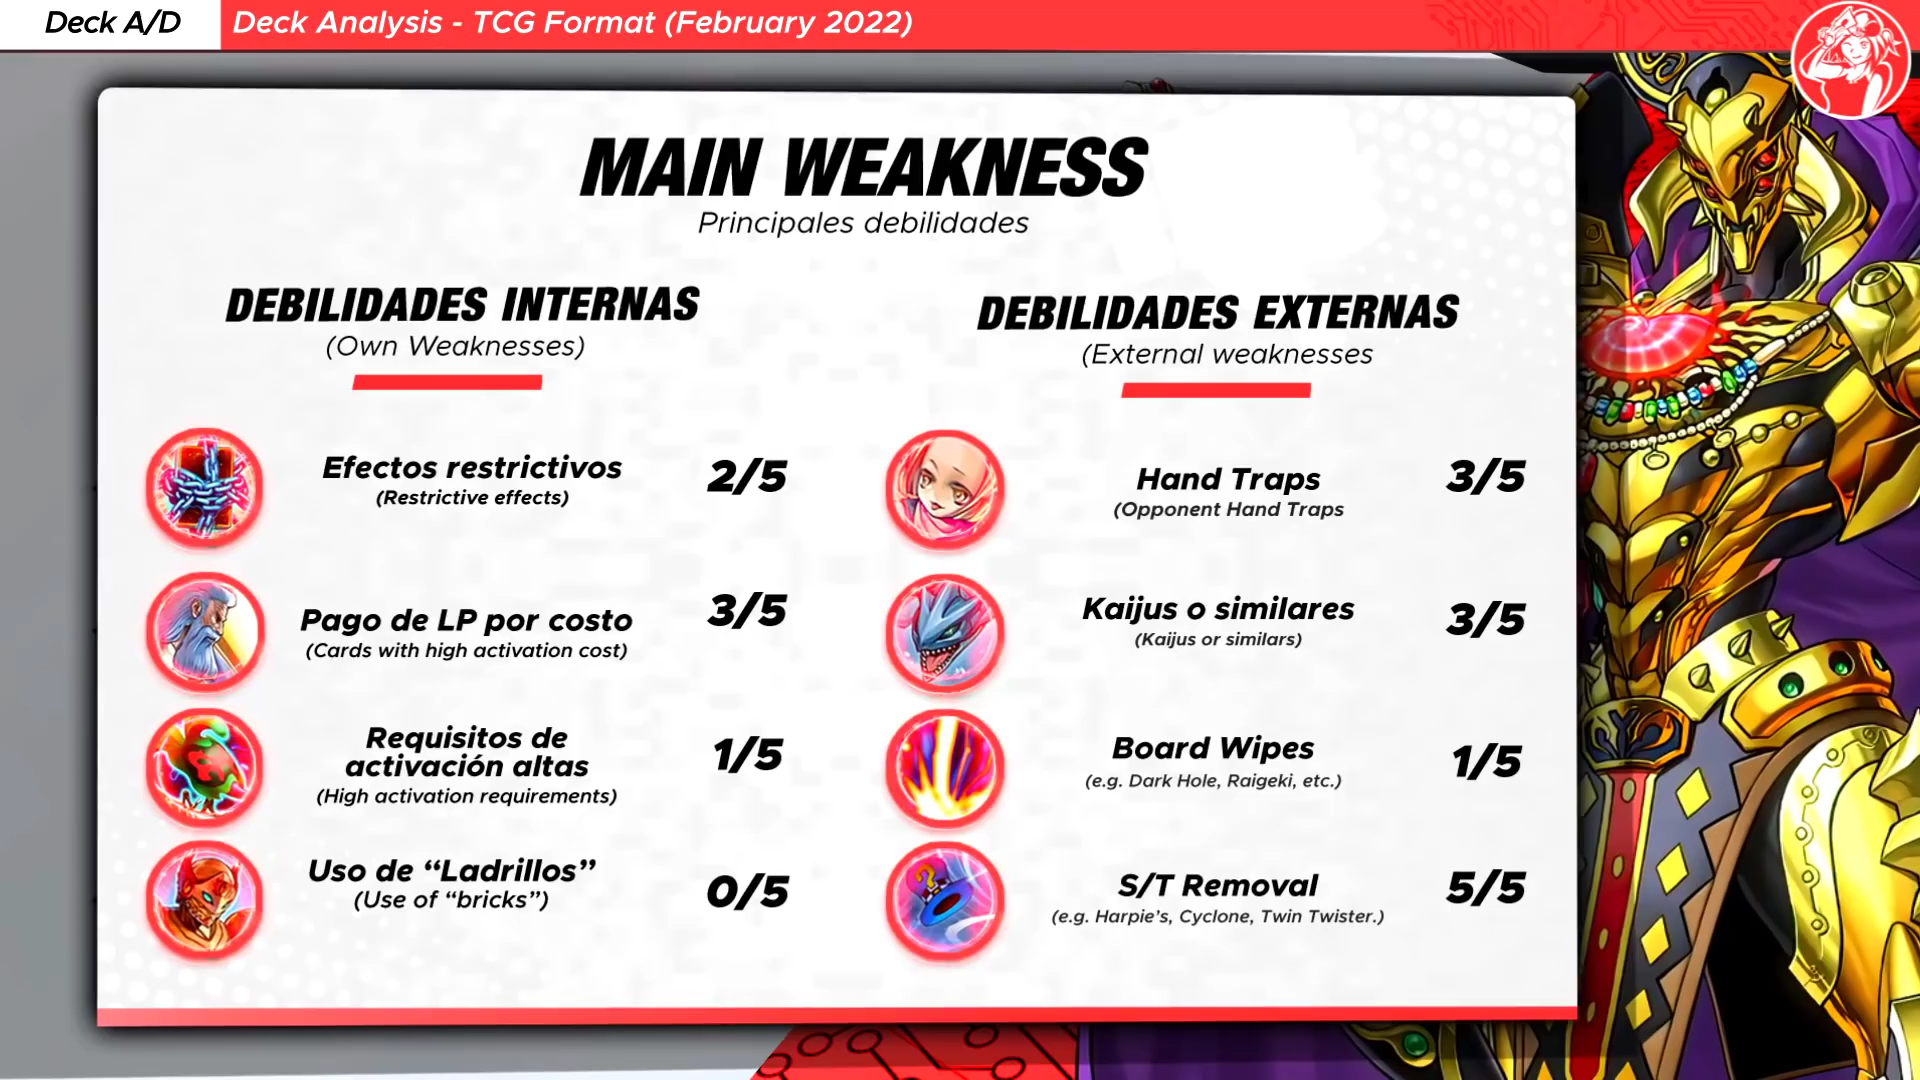 Deck A/D
Deck Analysis - TCG Format (February 2022)
MAIN WEAKNESS
Principales debilidades
DEBILIDADES INTERNAS
(Own Weaknesses)
Efectos restrictivos
(Restrictive effects)
2/5
Pago de LP por costo
(Cards with high activation cost)
3/5
Requisitos de
activación altas
(High activation requirements)
1/5
Uso de “Ladrillos”
(Use of “bricks”)
0/5
DEBILIDADES EXTERNAS
(External weaknesses
Hand Traps
(Opponent Hand Traps
3/5
Kaijus o similares
(Kaijus or similars)
3/5
Board Wipes
(e.g. Dark Hole, Raigeki, etc.)
1/5
S/T Removal
(e.g. Harpie’s, Cyclone, Twin Twister.)
5/5